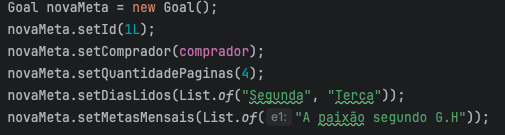 Goal novaMeta = new Goal();
novaMeta.setId(1L);
novaMeta.setComprador(comprador);
novaMeta.setQuantidadePaginas(4);
novaMeta.setDiasLidos(List.of("Segunda", "Terca"));
novaMeta.setMetasMensais(List.of( e1: "A paixão segundo G.H"));